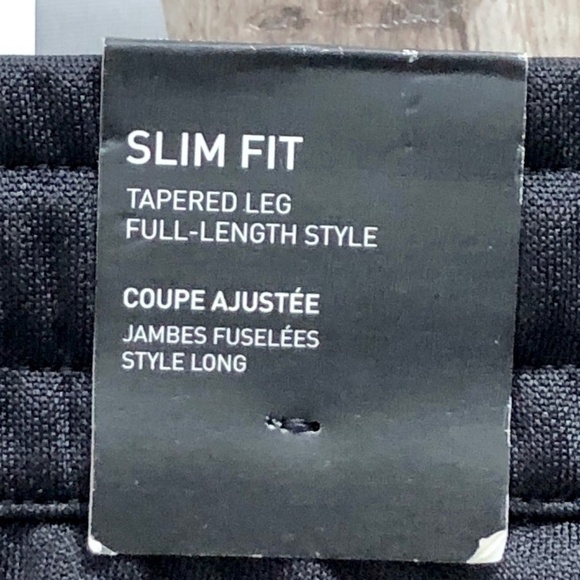 SLIM FIT
TAPERED LEG
FULL-LENGTH STYLE
COUPE AJUSTÉE
JAMBES FUSELÉES
STYLE LONG